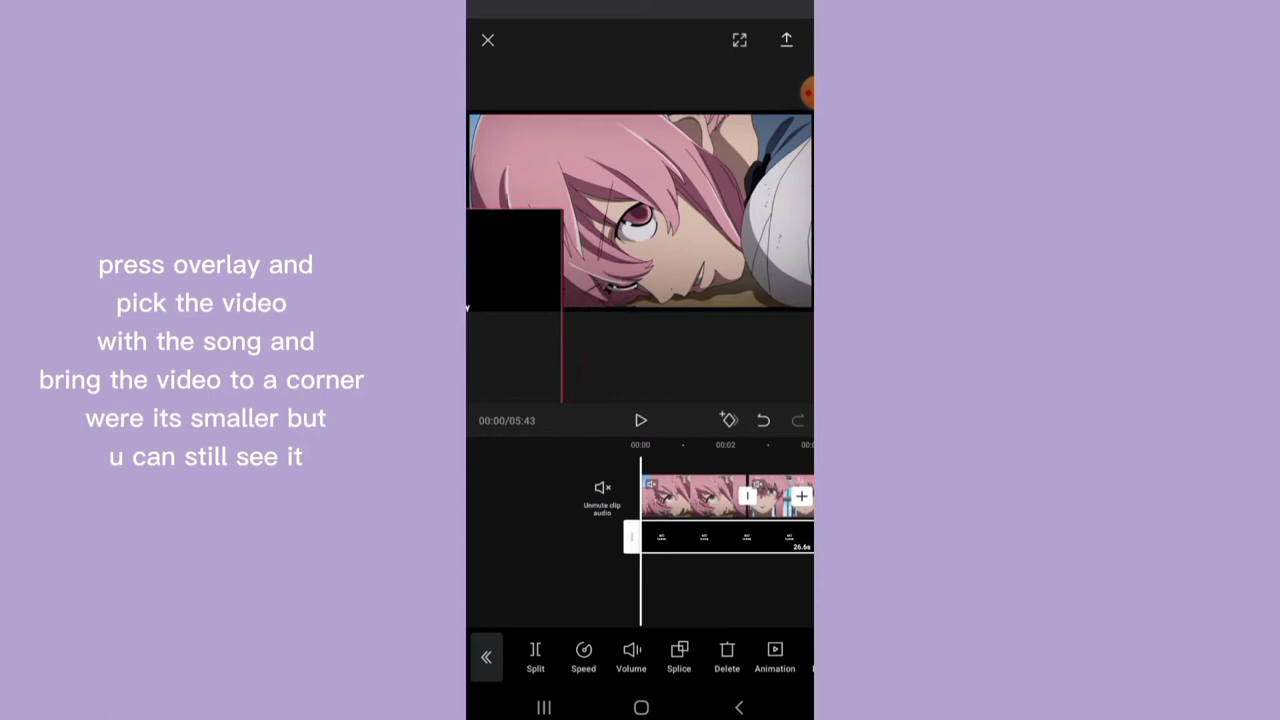 press overlay and
pick the video
with the song and
bring the video to a corner
were its smaller but
u can still see it
00:00/05:43
00:00
00:02
Unmute clip
audio
26.6s
Split
Speed
Volume
Splice
Delete
Animation